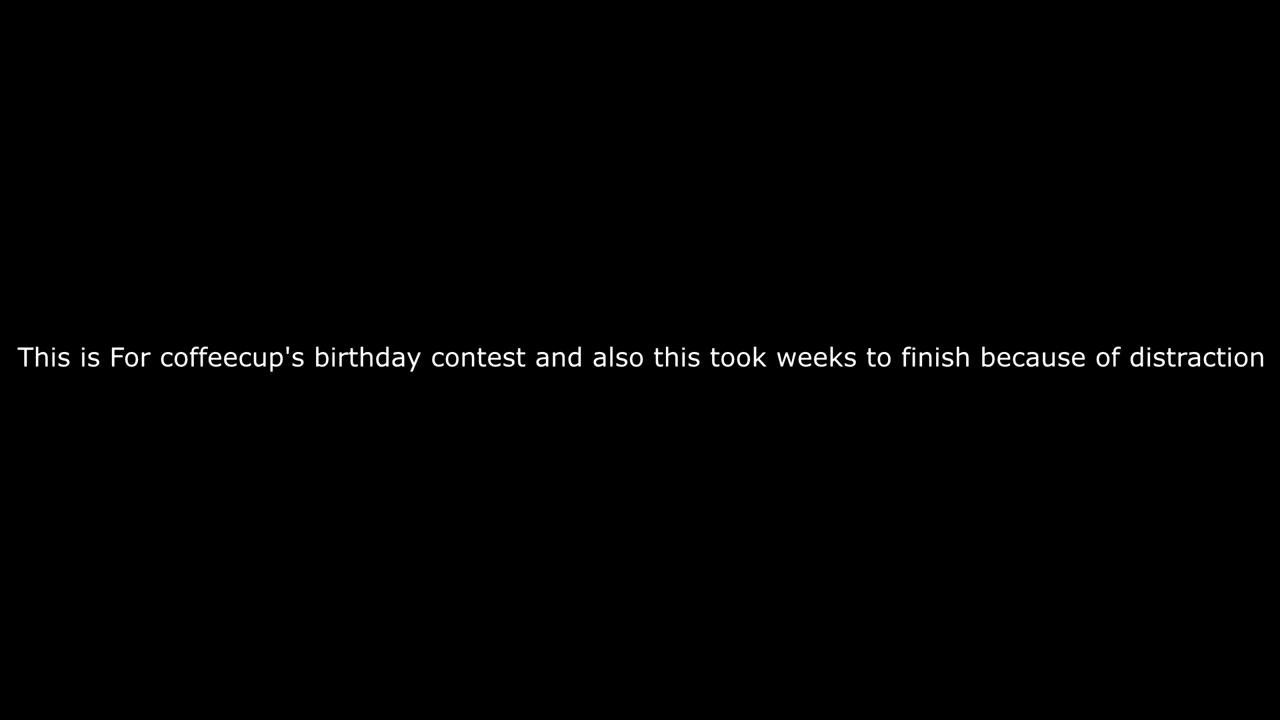 This is For coffeecup's birthday contest and also this took weeks to finish because of distraction